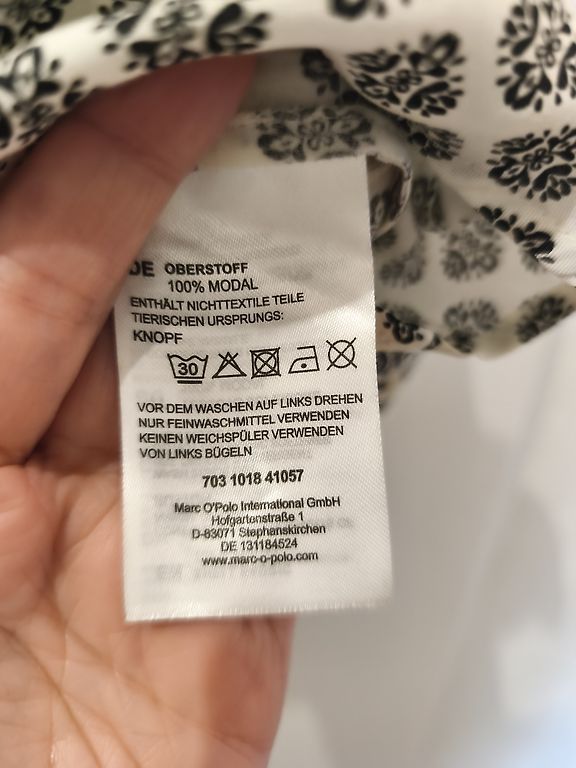 DE OBERSTOFF
100% MODAL
ENTHÄLT NICHTTEXTILE TEILE
TIERISCHEN URSPRUNGS:
KNOPF
30
VOR DEM WASCHEN AUF LINKS DREHEN
NUR FEINWASCHMITTEL VERWENDEN
KEINEN WEICHSPÜLER VERWENDEN
VON LINKS BÜGELN
703 1018 41057
Marc O'Polo International GmbH
Hofgartenstraße 1
D-83071 Stephanskirchen
DE 131184524
www.marc-o-polo.com